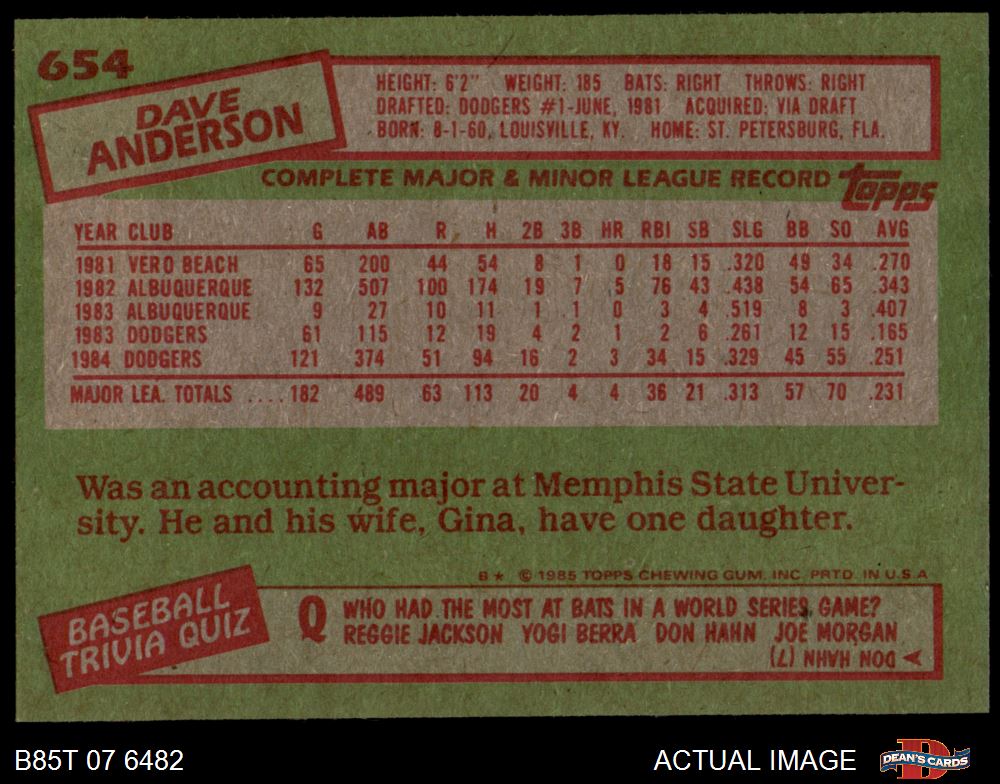 654
DAVE
ANDERSON
HEIGHT: 6'2" WEIGHT: 185 BATS: RIGHT THROWS: RIGHT
DRAFTED: DODGERS #1-JUNE, 1981 ACQUIRED: VIA DRAFT
BORN: 8-1-60, LOUISVILLE, KY. HOME: ST. PETERSBURG, FLA.
COMPLETE MAJOR & MINOR LEAGUE RECORD topps
YEAR CLUB G AB R H 2B 3B HR RBI SB SLG BB SO AVG
1981 VERO BEACH 65 200 44 54 8 1 0 18 15 .320 49 34 .270
1982 ALBUQUERQUE 132 507 100 174 19 7 5 76 43 .438 54 65 .343
1983 ALBUQUERQUE 9 27 10 11 1 1 0 3 4 .519 8 3 .407
1983 DODGERS 61 115 12 19 4 2 1 2 6 .261 12 15 .165
1984 DODGERS 121 374 51 94 16 2 3 34 15 .329 45 55 .251
MAJOR LEA. TOTALS .... 182 489 63 113 20 4 4 36 21 .313 57 70 .231
Was an accounting major at Memphis State Univer-
sity. He and his wife, Gina, have one daughter.
B★ © 1985 TOPPS CHEWING GUM, INC. PRTD. IN U.S.A
BASEBALL
TRIVIA QUIZ
Q WHO HAD THE MOST AT BATS IN A WORLD SERIES GAME?
REGGIE JACKSON YOGI BERRA DON HAHN JOE MORGAN
DON HAHN (7)
B85T 07 6482 ACTUAL IMAGE DEAN'S CARDS